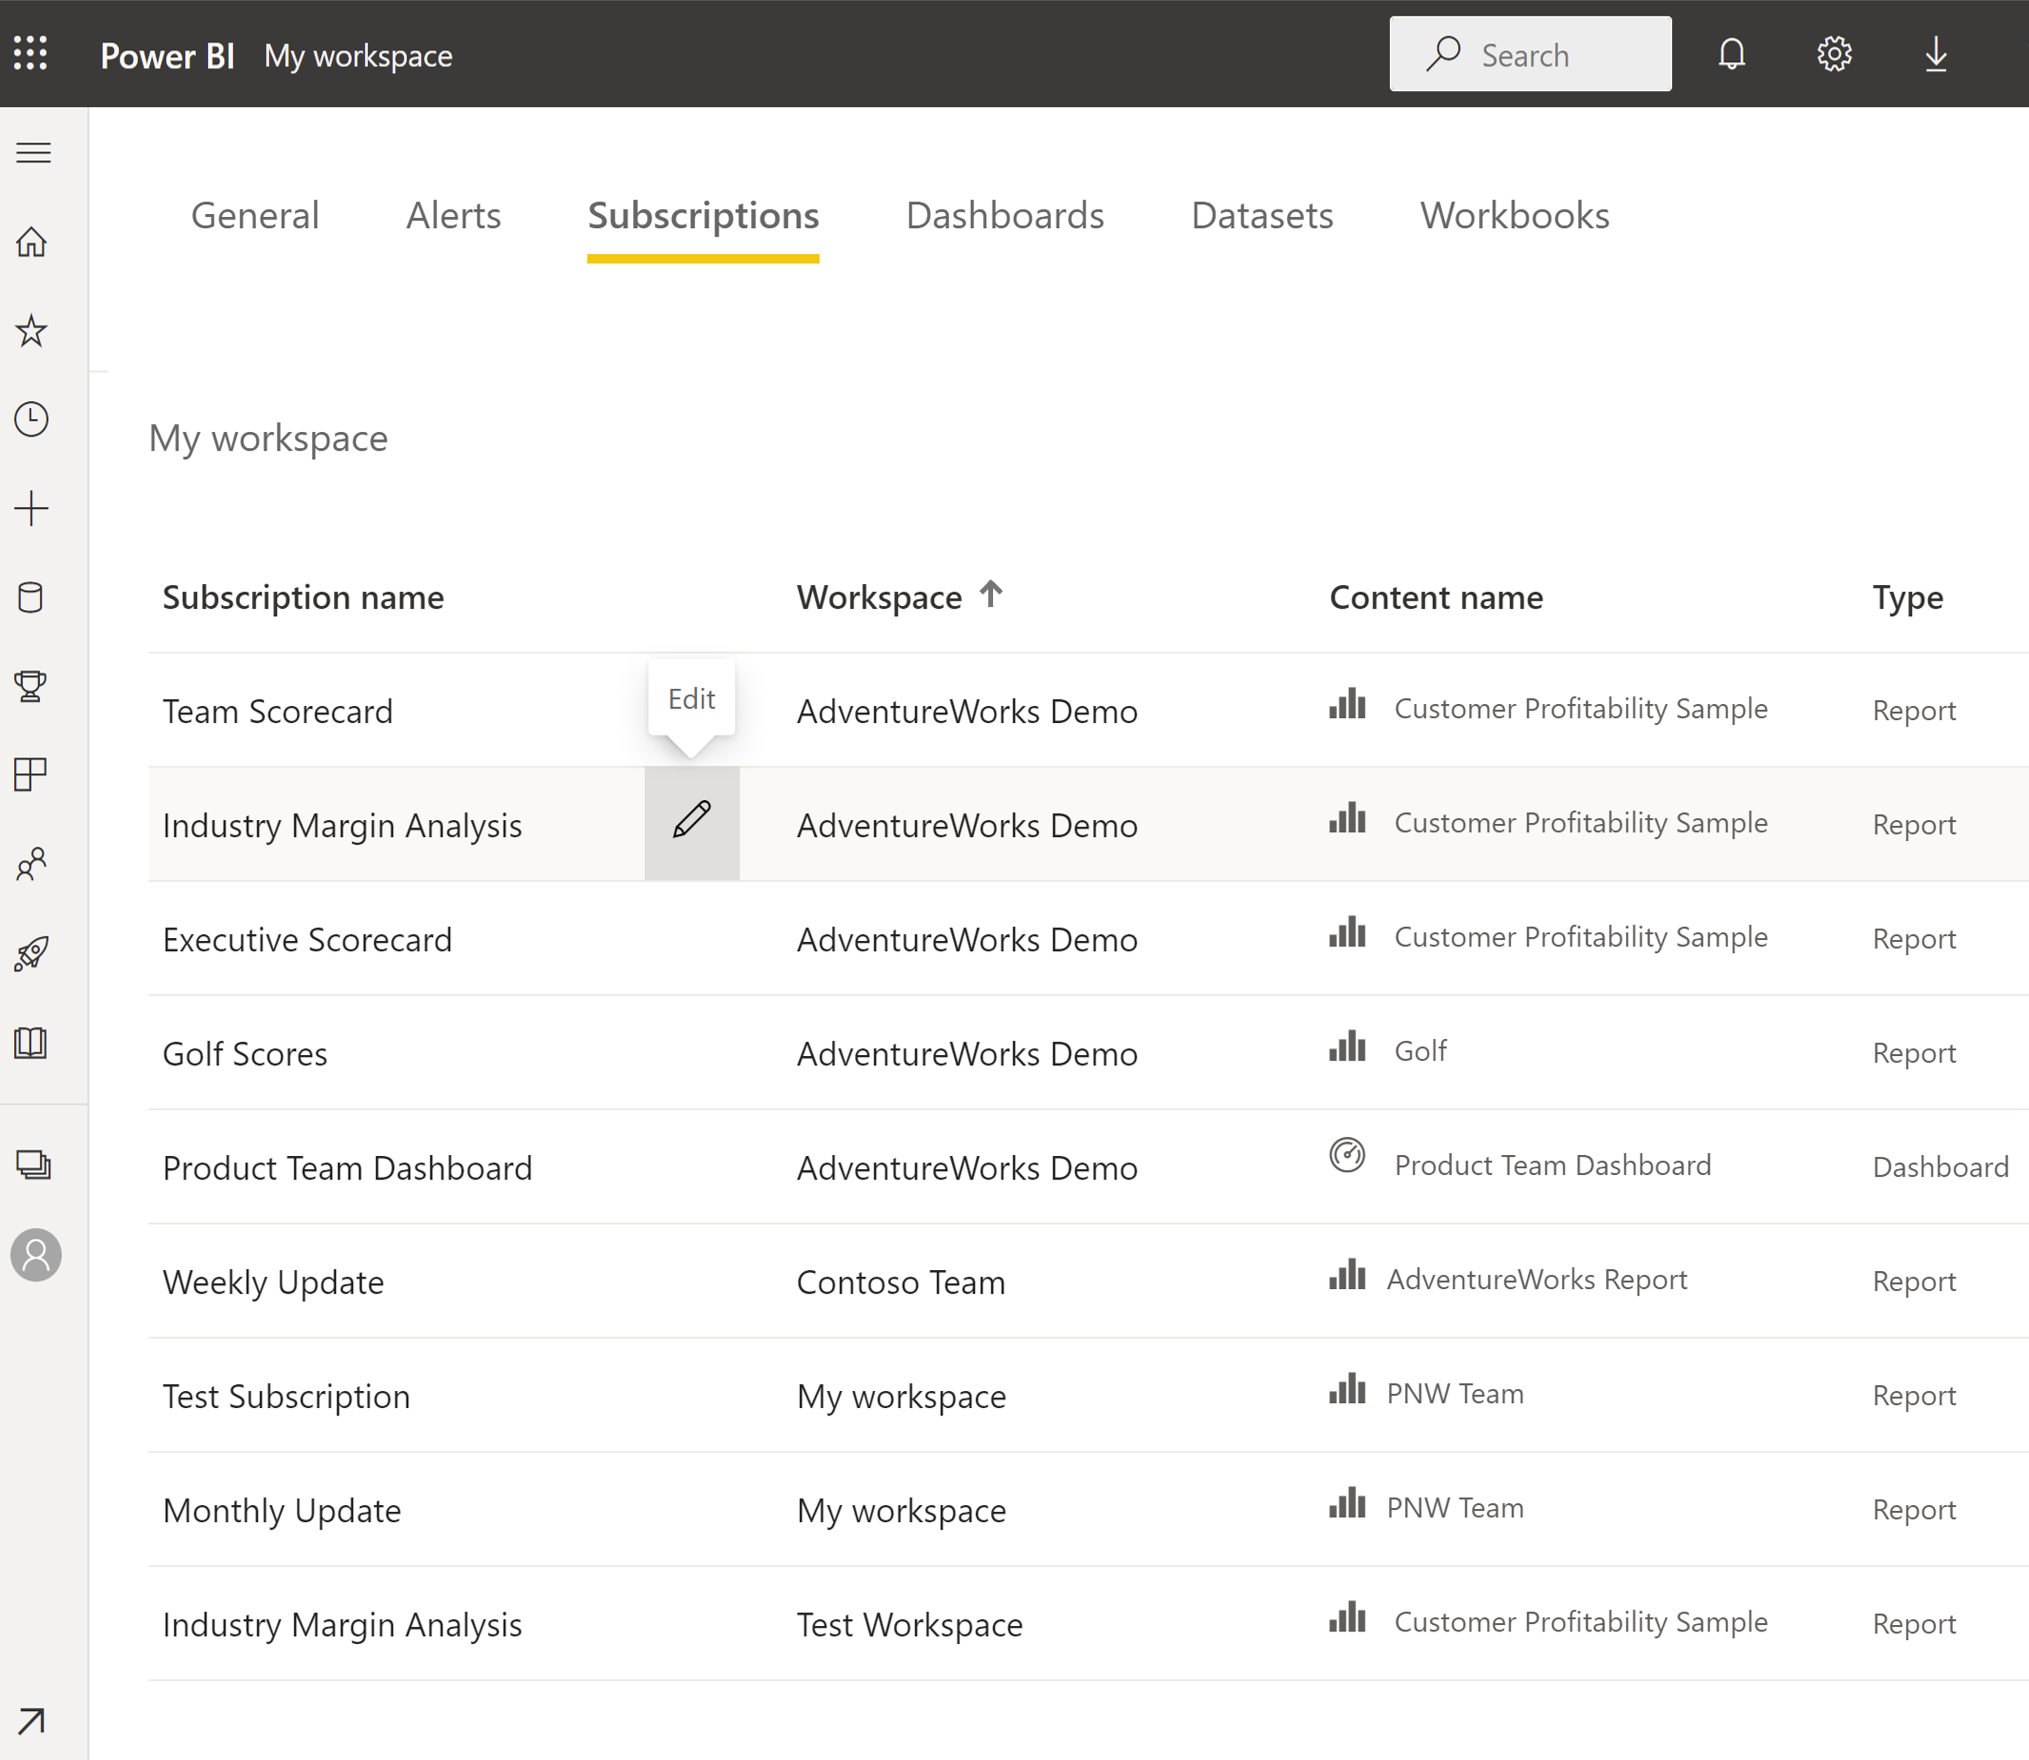 Power BI My workspace Search
General Alerts Subscriptions Dashboards Datasets Workbooks
My workspace
Subscription name Workspace Content name Type
Edit
Team Scorecard AdventureWorks Demo Customer Profitability Sample Report
Industry Margin Analysis AdventureWorks Demo Customer Profitability Sample Report
Executive Scorecard AdventureWorks Demo Customer Profitability Sample Report
Golf Scores AdventureWorks Demo Golf Report
Product Team Dashboard AdventureWorks Demo Product Team Dashboard Dashboard
Weekly Update Contoso Team AdventureWorks Report Report
Test Subscription My workspace PNW Team Report
Monthly Update My workspace PNW Team Report
Industry Margin Analysis Test Workspace Customer Profitability Sample Report